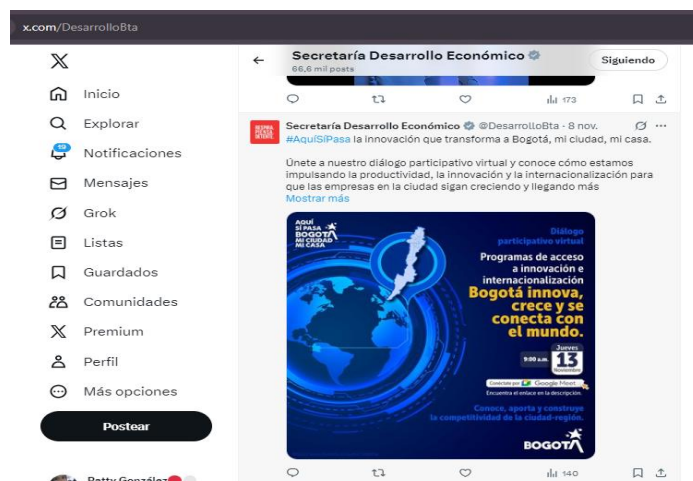 x.com/DesarrolloBta
Inicio
Explorar
19
Notificaciones
Mensajes
Grok
Listas
Guardados
Comunidades
Premium
Perfil
Más opciones
Postear
Patty González
Secretaría Desarrollo Económico
66,6 mil posts
Siguiendo
173
Secretaría Desarrollo Económico @DesarrolloBta · 8 nov.
#AquíSíPasa la innovación que transforma a Bogotá, mi ciudad, mi casa.
Únete a nuestro diálogo participativo virtual y conoce cómo estamos
impulsando la productividad, la innovación y la internacionalización para
que las empresas en la ciudad sigan creciendo y llegando más
Mostrar más
AQUÍ
SÍ PASA
BOGOTÁ
MI CIUDAD
MI CASA
Diálogo
participativo virtual
Programas de acceso
a innovación e
internacionalización
Bogotá innova,
crece y se
conecta con
el mundo.
Jueves
9:00 a.m.
13
Noviembre
Conéctate por Google Meet
Encuentra el enlace en la descripción.
Conoce, aporta y construye
la competitividad de la ciudad-región.
BOGOTÁ
140